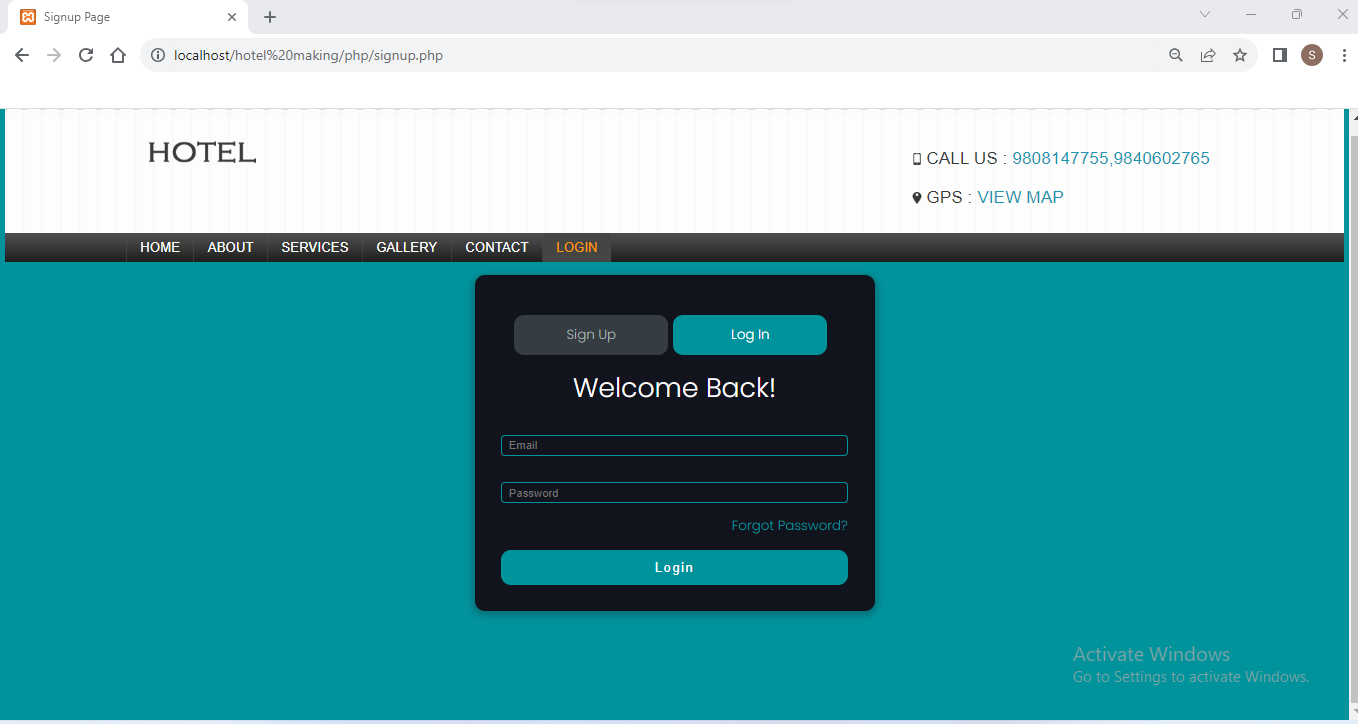 Signup Page
localhost/hotel%20making/php/signup.php
S
HOTEL
CALL US : 9808147755,9840602765
GPS : VIEW MAP
HOME ABOUT SERVICES GALLERY CONTACT LOGIN
Sign Up Log In
Welcome Back!
Email
Password
Forgot Password?
Login
Activate Windows
Go to Settings to activate Windows.